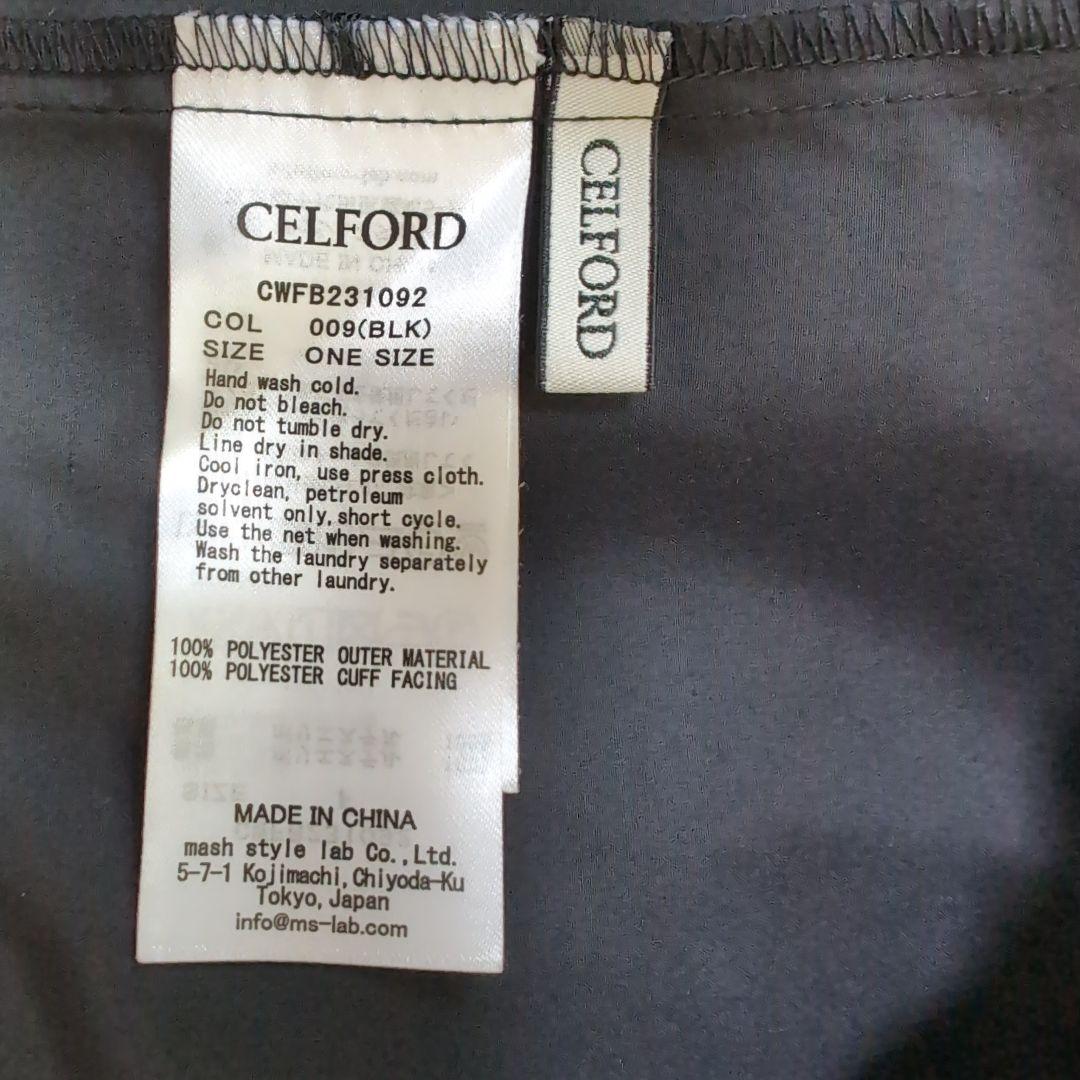 CELFORD
CWFB231092
COL 009(BLK)
SIZE ONE SIZE
Hand wash cold.
Do not bleach.
Do not tumble dry.
Line dry in shade.
Cool iron, use press cloth.
Dryclean, petroleum
solvent only,short cycle.
Use the net when washing.
Wash the laundry separately
from other laundry.
100% POLYESTER OUTER MATERIAL
100% POLYESTER CUFF FACING
MADE IN CHINA
mash style lab Co.,Ltd.
5-7-1 Kojimachi,Chiyoda-Ku
Tokyo,Japan
info@ms-lab.com
CELFORD